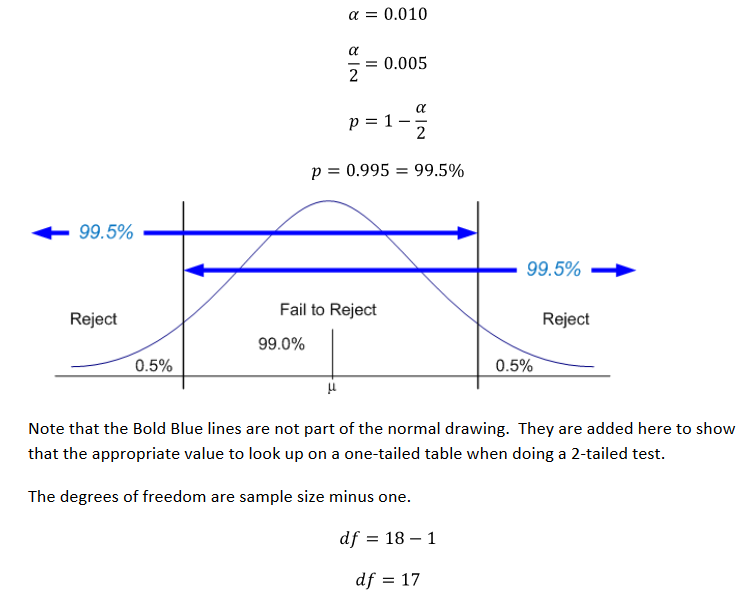 α = 0.010
α/2 = 0.005
p = 1 − α/2
p = 0.995 = 99.5%
99.5%
99.5%
Reject
Fail to Reject
Reject
99.0%
0.5%
0.5%
μ
Note that the Bold Blue lines are not part of the normal drawing. They are added here to show
that the appropriate value to look up on a one-tailed table when doing a 2-tailed test.
The degrees of freedom are sample size minus one.
df = 18 − 1
df = 17